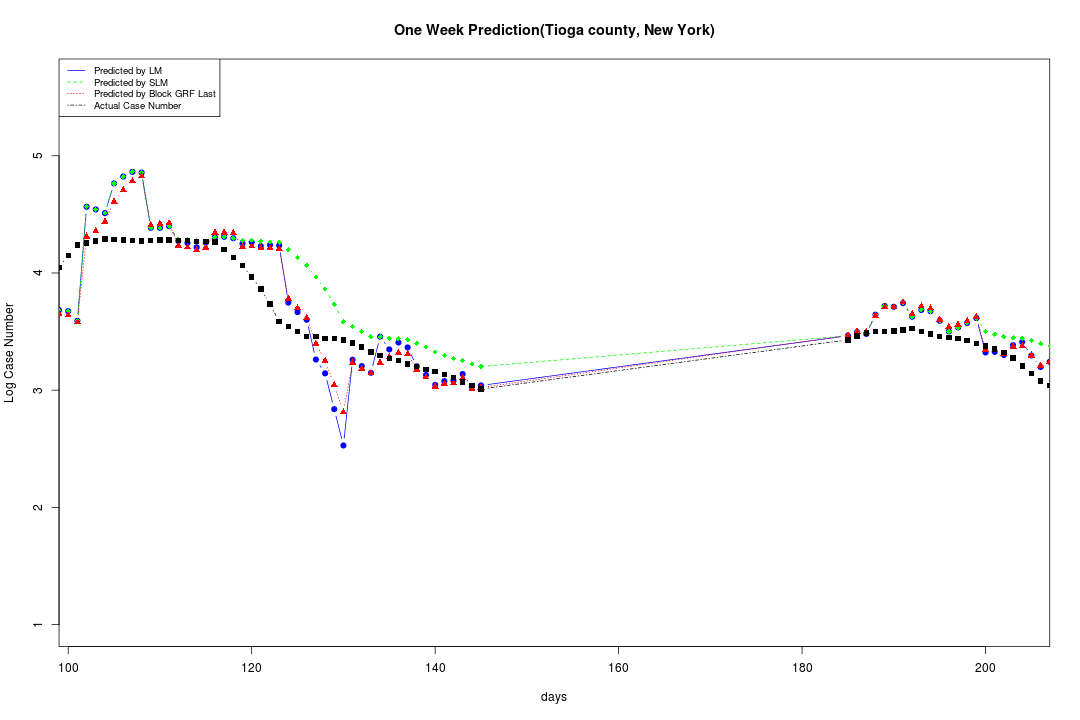 One Week Prediction(Tioga county, New York)
Predicted by LM
Predicted by SLM
Predicted by Block GRF Last
Actual Case Number
5
4
3
2
1
Log Case Number
100 120 140 160 180 200
days